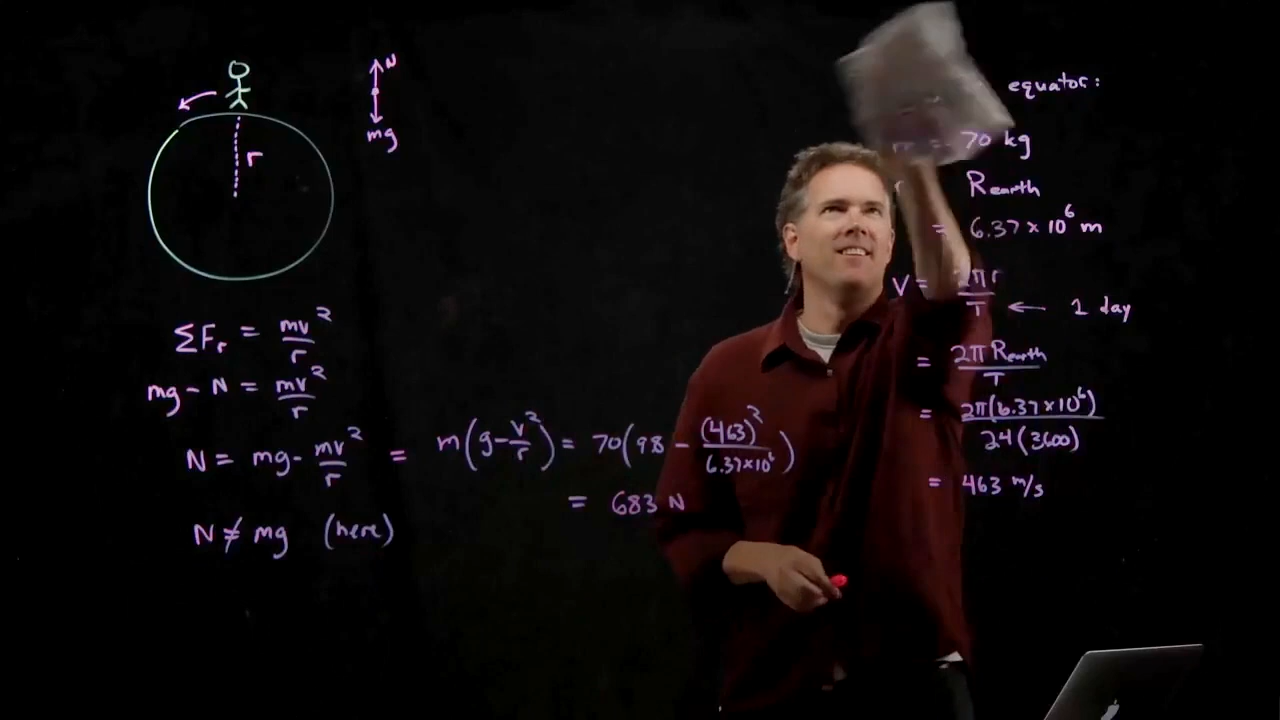 N
mg
r
ΣFr = mv²/r
mg - N = mv²/r
N = mg - mv²/r = m(g - v²/r) = 70(9.8 - (463)²/6.37×10⁶)
= 683 N
N ≠ mg (here)
equator:
= 70 kg
Rearth
= 6.37×10⁶ m
V = 2πr/T ← 1 day
= 2πRearth/T
= 2π(6.37×10⁶)/24(3600)
= 463 m/s